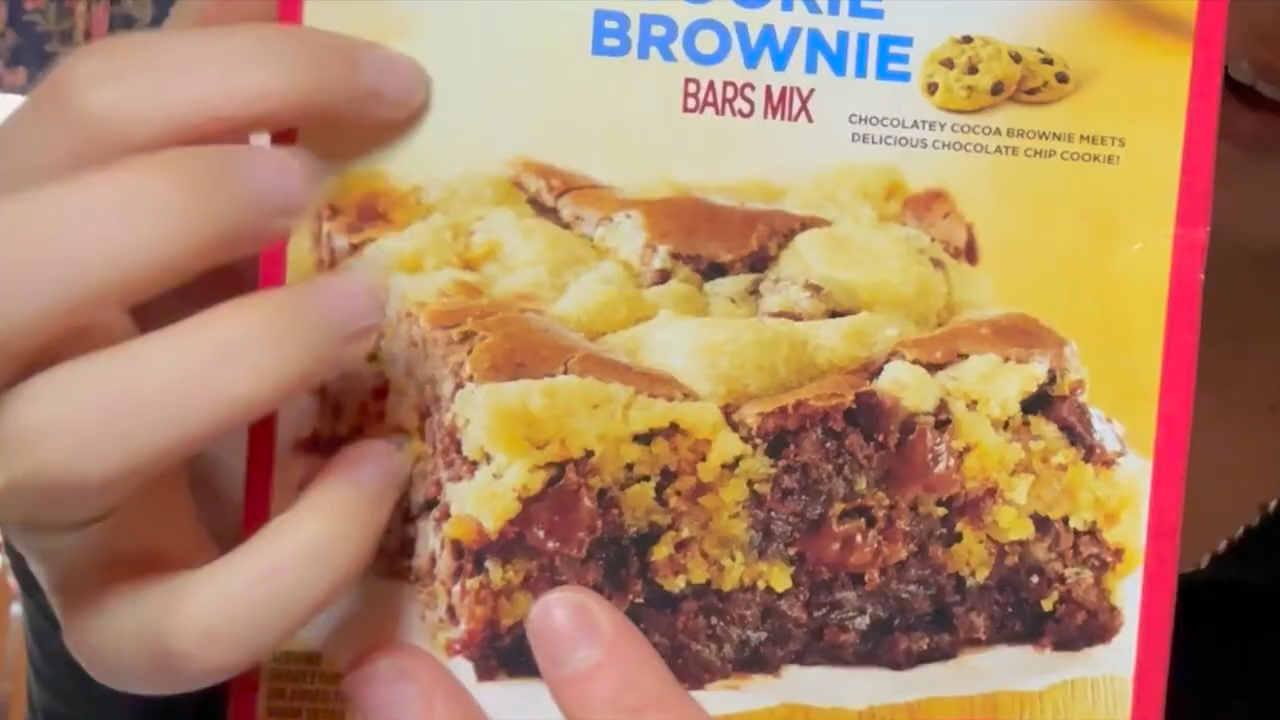 BROWNIE
BARS MIX
CHOCOLATEY COCOA BROWNIE MEETS
DELICIOUS CHOCOLATE CHIP COOKIE!